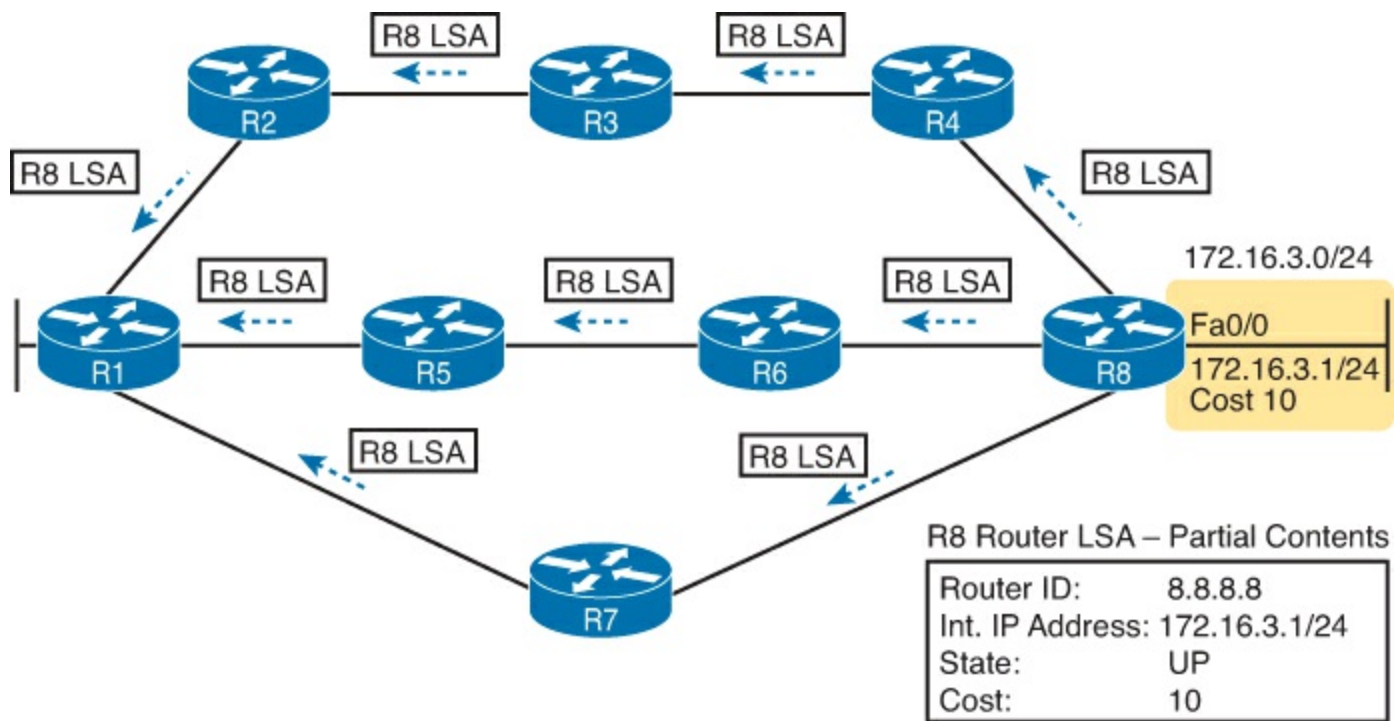 R8 LSA
R8 LSA
R2
R3
R4
R8 LSA
R8 LSA
172.16.3.0/24
R8 LSA
R8 LSA
R8 LSA
Fa0/0
R1
R5
R6
R8
172.16.3.1/24
Cost 10
R8 LSA
R8 LSA
R7
R8 Router LSA – Partial Contents
Router ID: 8.8.8.8
Int. IP Address: 172.16.3.1/24
State: UP
Cost: 10